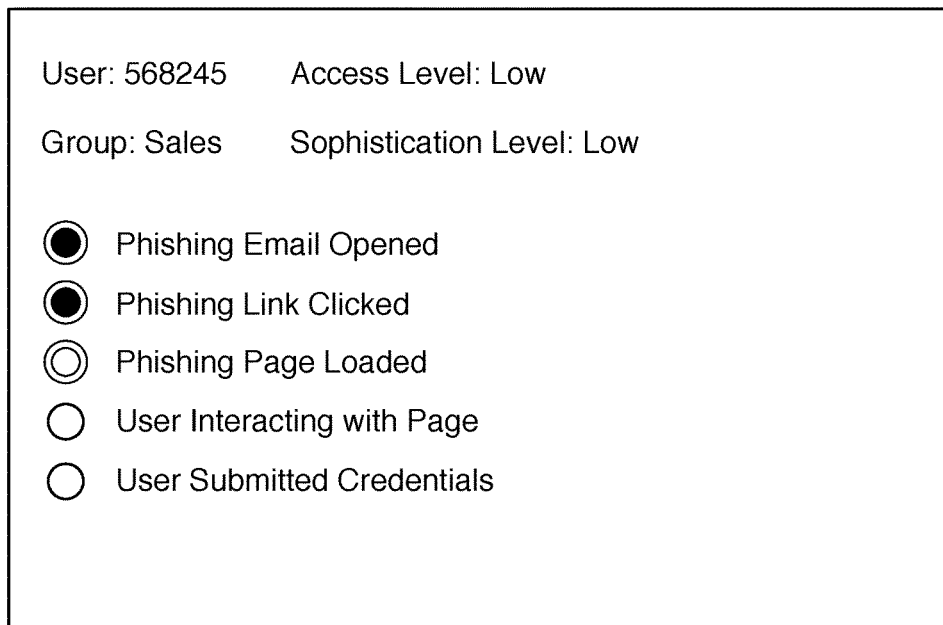 User: 568245 Access Level: Low
Group: Sales Sophistication Level: Low
Phishing Email Opened
Phishing Link Clicked
Phishing Page Loaded
User Interacting with Page
User Submitted Credentials